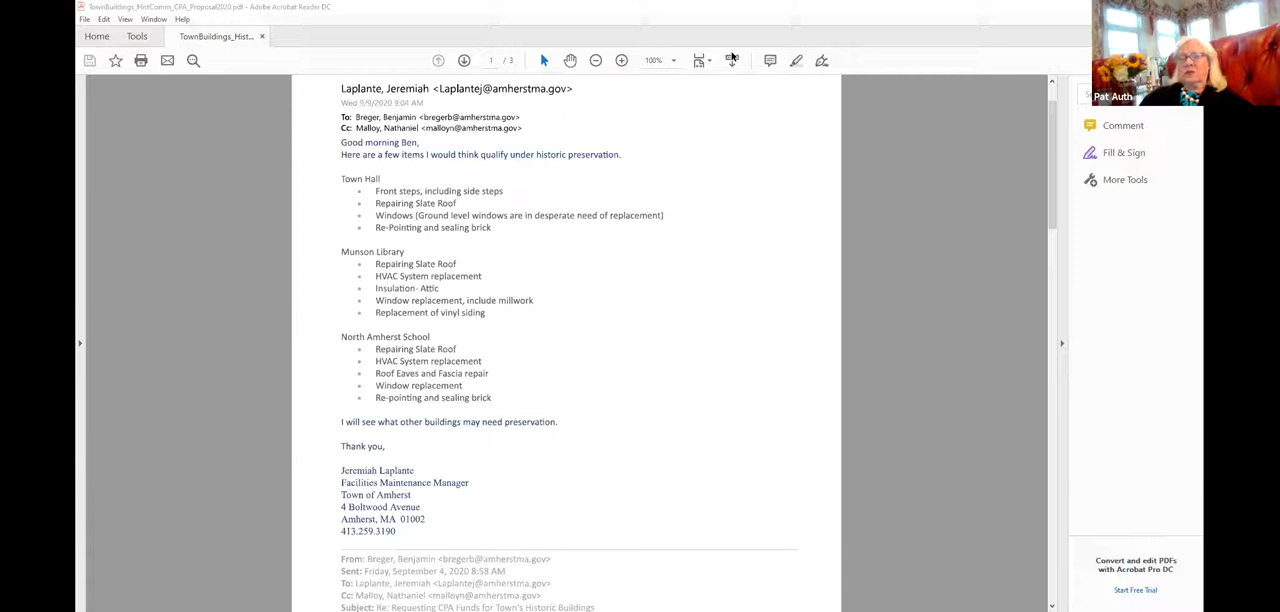 TownBuildings_HistComm_CPA_Proposal2020.pdf - Adobe Acrobat Reader DC
File Edit View Window Help
Home Tools TownBuildings_Hist... ×
1 / 3 100%
Laplante, Jeremiah <Laplantej@amherstma.gov>
Wed 9/9/2020 9:04 AM
To: Breger, Benjamin <bregerb@amherstma.gov>
Cc: Malloy, Nathaniel <malloyn@amherstma.gov>
Good morning Ben,
Here are a few items I would think qualify under historic preservation.
Town Hall
• Front steps, including side steps
• Repairing Slate Roof
• Windows (Ground level windows are in desperate need of replacement)
• Re-Pointing and sealing brick
Munson Library
• Repairing Slate Roof
• HVAC System replacement
• Insulation- Attic
• Window replacement, include millwork
• Replacement of vinyl siding
North Amherst School
• Repairing Slate Roof
• HVAC System replacement
• Roof Eaves and Fascia repair
• Window replacement
• Re-pointing and sealing brick
I will see what other buildings may need preservation.
Thank you,
Jeremiah Laplante
Facilities Maintenance Manager
Town of Amherst
4 Boltwood Avenue
Amherst, MA 01002
413.259.3190
From: Breger, Benjamin <bregerb@amherstma.gov>
Sent: Friday, September 4, 2020 8:58 AM
To: Laplante, Jeremiah <Laplantej@amherstma.gov>
Cc: Malloy, Nathaniel <malloyn@amherstma.gov>
Subject: Re: Requesting CPA Funds for Town's Historic Buildings
Pat Auth
Comment
Fill & Sign
More Tools
Convert and edit PDFs
with Acrobat Pro DC
Start Free Trial